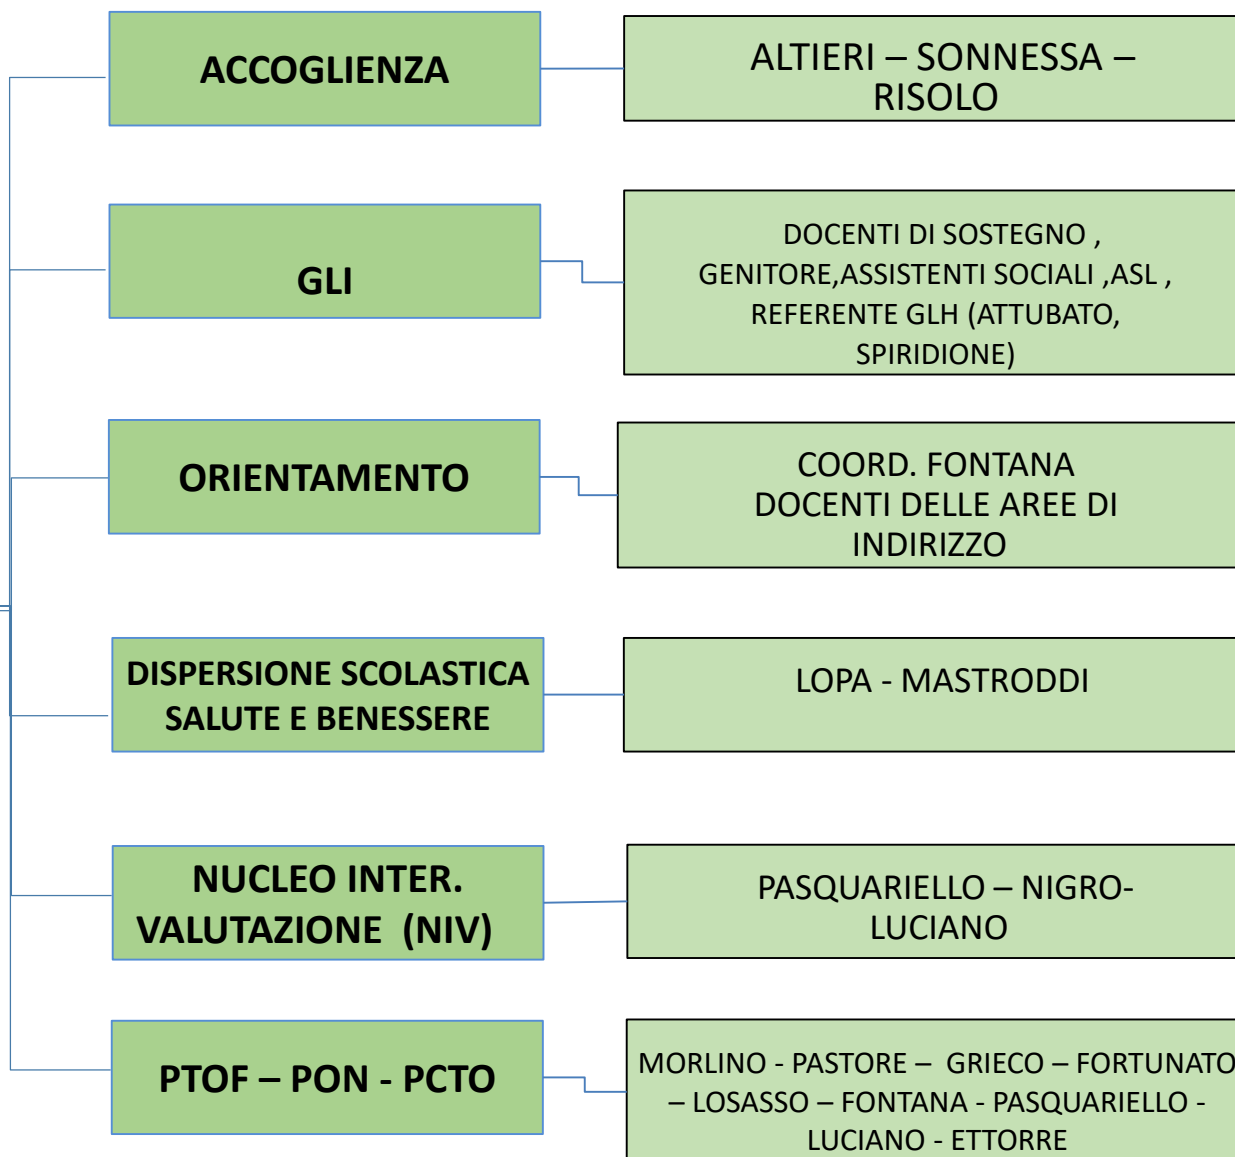 ACCOGLIENZA
ALTIERI – SONNESSA –
RISOLO
GLI
DOCENTI DI SOSTEGNO ,
GENITORE,ASSISTENTI SOCIALI ,ASL ,
REFERENTE GLH (ATTUBATO,
SPIRIDIONE)
ORIENTAMENTO
COORD. FONTANA
DOCENTI DELLE AREE DI
INDIRIZZO
DISPERSIONE SCOLASTICA
SALUTE E BENESSERE
LOPA - MASTRODDI
NUCLEO INTER.
VALUTAZIONE (NIV)
PASQUARIELLO – NIGRO-
LUCIANO
PTOF – PON - PCTO
MORLINO - PASTORE – GRIECO – FORTUNATO
– LOSASSO – FONTANA - PASQUARIELLO -
LUCIANO - ETTORRE